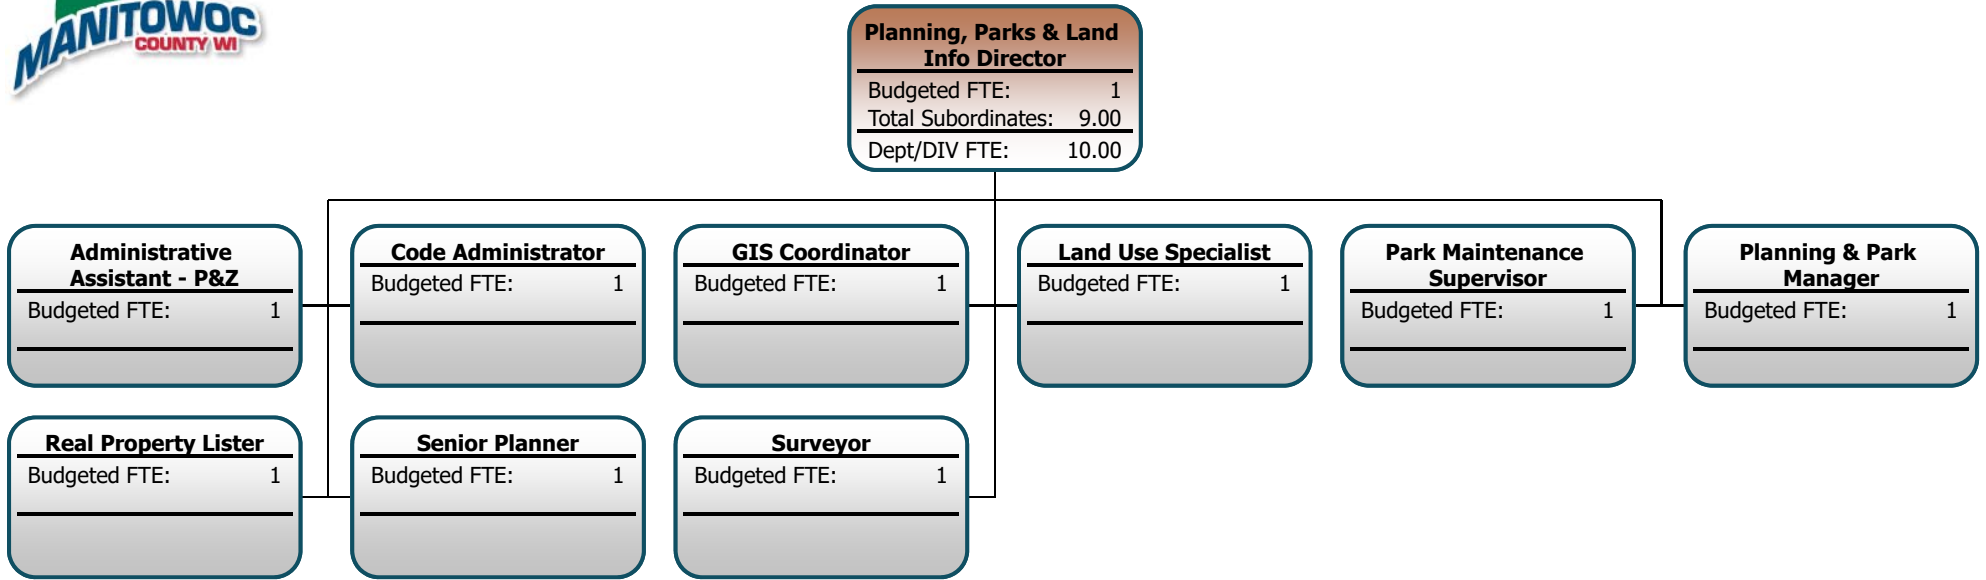 MANITOWOC
COUNTY WI
Planning, Parks & Land
Info Director
Budgeted FTE: 1
Total Subordinates: 9.00
Dept/DIV FTE: 10.00
Administrative
Assistant - P&Z
Budgeted FTE: 1
Code Administrator
Budgeted FTE: 1
GIS Coordinator
Budgeted FTE: 1
Land Use Specialist
Budgeted FTE: 1
Park Maintenance
Supervisor
Budgeted FTE: 1
Planning & Park
Manager
Budgeted FTE: 1
Real Property Lister
Budgeted FTE: 1
Senior Planner
Budgeted FTE: 1
Surveyor
Budgeted FTE: 1